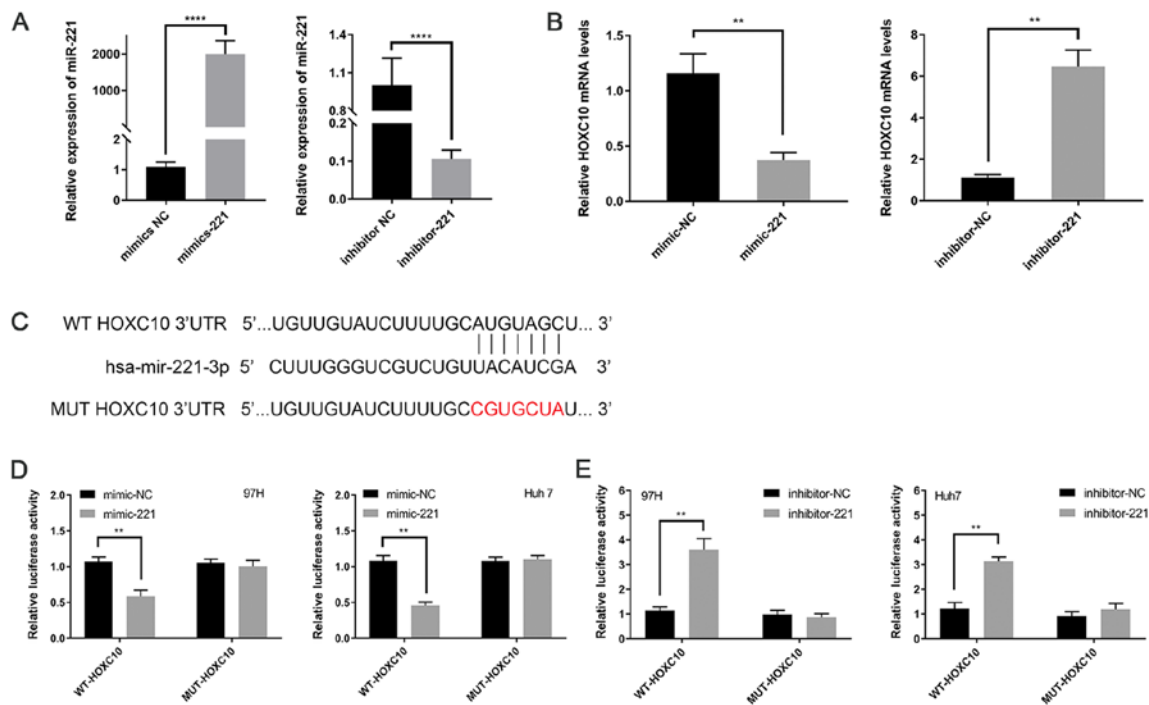 A
Relative expression of miR-221
****
2000
1000
2
1
0
mimics NC
mimics-221
Relative expression of miR-221
****
1.4
1.1
0.8
0.2
0.1
0.0
inhibitor NC
inhibitor-221
B
Relative HOXC10 mRNA levels
**
1.5
1.0
0.5
0.0
mimic-NC
mimic-221
Relative HOXC10 mRNA levels
**
8
6
4
2
0
inhibitor-NC
inhibitor-221
C
WT HOXC10 3'UTR 5'...UGUUGUAUCUUUUGCAUGUAGCU... 3'
hsa-mir-221-3p 5' CUUUGGGUCGUCUGUUACAUCGA 3'
MUT HOXC10 3'UTR 5'...UGUUGUAUCUUUUGCCGUGCUAU... 3'
D
Relative luciferase activity
2.0
1.5
1.0
0.5
0.0
mimic-NC
mimic-221
97H
**
WT-HOXC10
MUT-HOXC10
Relative luciferase activity
2.0
1.5
1.0
0.5
0.0
mimic-NC
mimic-221
Huh 7
**
WT-HOXC10
MUT-HOXC10
E
Relative luciferase activity
6
5
4
3
2
1
0
97H
inhibitor-NC
inhibitor-221
**
WT-HOXC10
MUT-HOXC10
Relative luciferase activity
6
5
4
3
2
1
0
Huh7
inhibitor-NC
inhibitor-221
**
WT-HOXC10
MUT-HOXC10